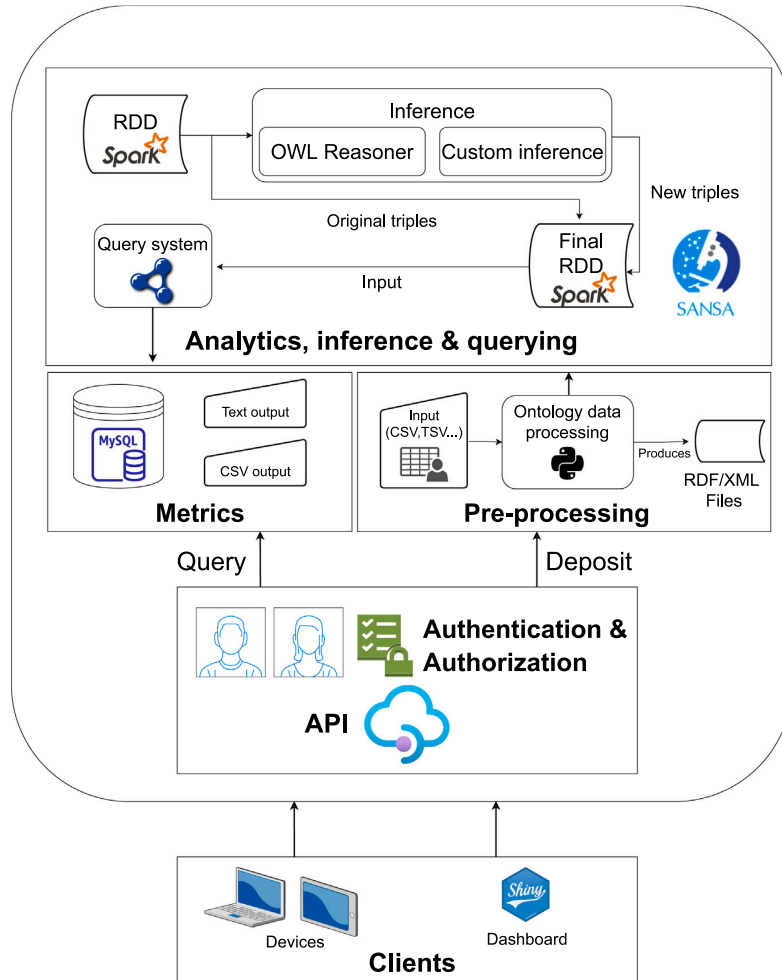 Inference
RDD
Spark
OWL Reasoner
Custom inference
New triples
Original triples
Query system
Final
RDD
Spark
Input
SANSA
Analytics, inference & querying
MySQL
Text output
CSV output
Metrics
Input
(CSV,TSV...)
Ontology data
processing
Produces
RDF/XML
Files
Pre-processing
Query
Deposit
Authentication &
Authorization
API
Devices
Shiny
Dashboard
Clients